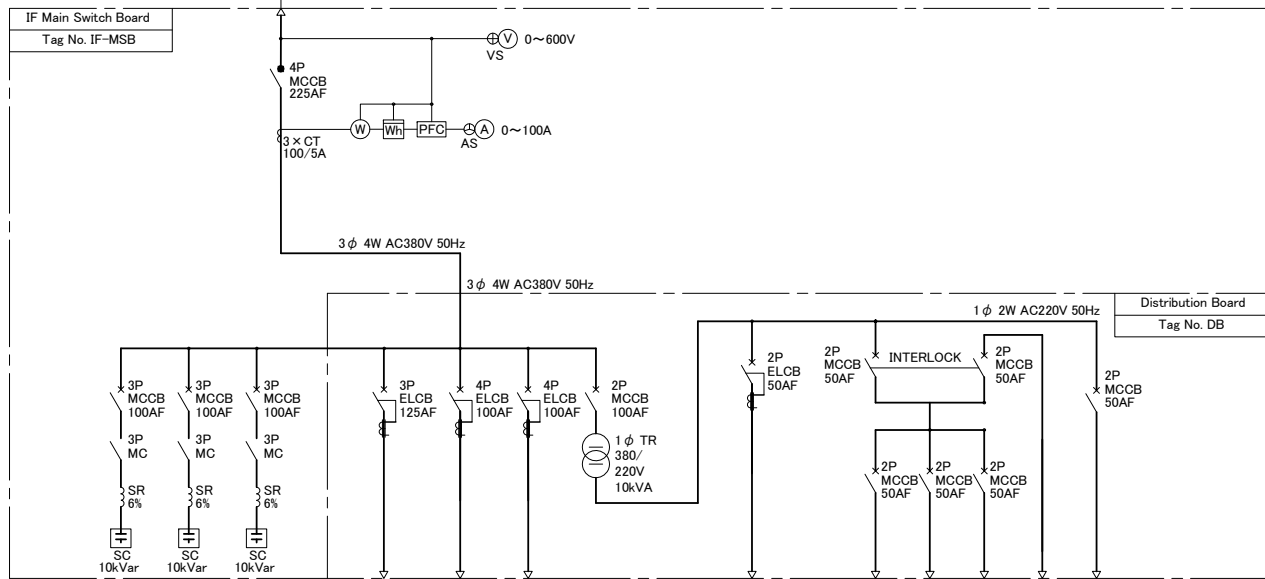 IF Main Switch Board
Tag No. IF-MSB
V
0～600V
VS
4P
MCCB
225AF
W
Wh
PFC
A
0～100A
AS
3×CT
100/5A
3φ 4W AC380V 50Hz
3φ 4W AC380V 50Hz
Distribution Board
Tag No. DB
1φ 2W AC220V 50Hz
3P
MCCB
100AF
3P
MCCB
100AF
3P
MCCB
100AF
3P
ELCB
125AF
4P
ELCB
100AF
4P
ELCB
100AF
2P
MCCB
100AF
2P
ELCB
50AF
2P
MCCB
50AF
INTERLOCK
2P
MCCB
50AF
2P
MCCB
50AF
3P
MC
3P
MC
3P
MC
1φ TR
380/
220V
10kVA
SR
6%
SR
6%
SR
6%
2P
MCCB
50AF
2P
MCCB
50AF
2P
MCCB
50AF
SC
10kVar
SC
10kVar
SC
10kVar